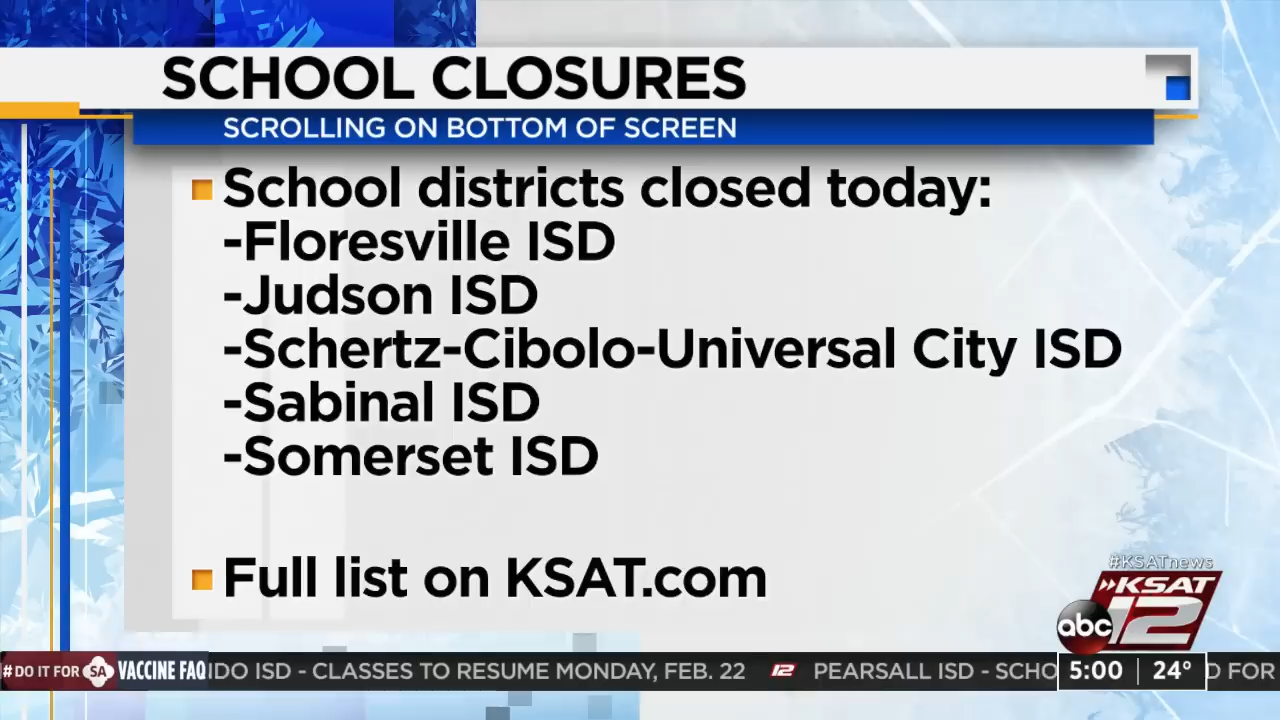 SCHOOL CLOSURES
SCROLLING ON BOTTOM OF SCREEN
School districts closed today:
-Floresville ISD
-Judson ISD
-Schertz-Cibolo-Universal City ISD
-Sabinal ISD
-Somerset ISD
Full list on KSAT.com
#KSATnews
KSAT
abc 12
#DO IT FOR SA VACCINE FAQ IDO ISD - CLASSES TO RESUME MONDAY, FEB. 22 12 PEARSALL ISD - SCHO 5:00 24° D FOR